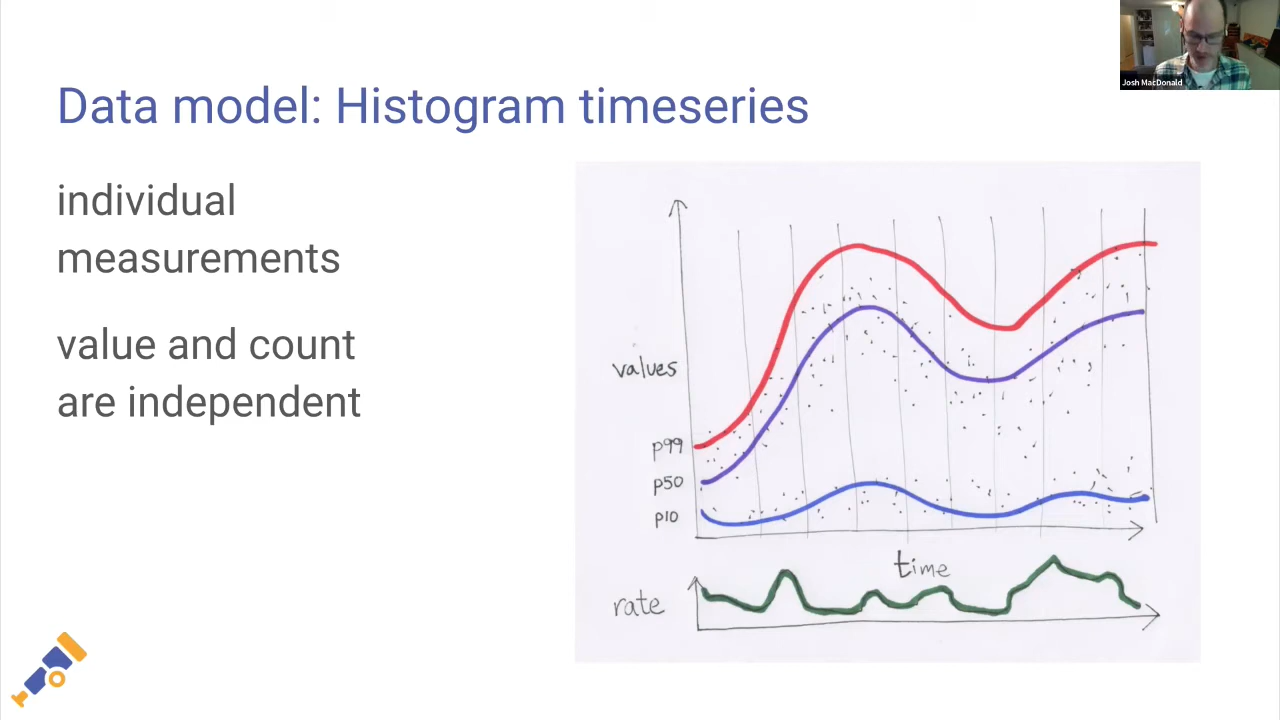 Josh MacDonald
Data model: Histogram timeseries
individual
measurements
value and count
are independent
values
p99
p50
p10
time
rate